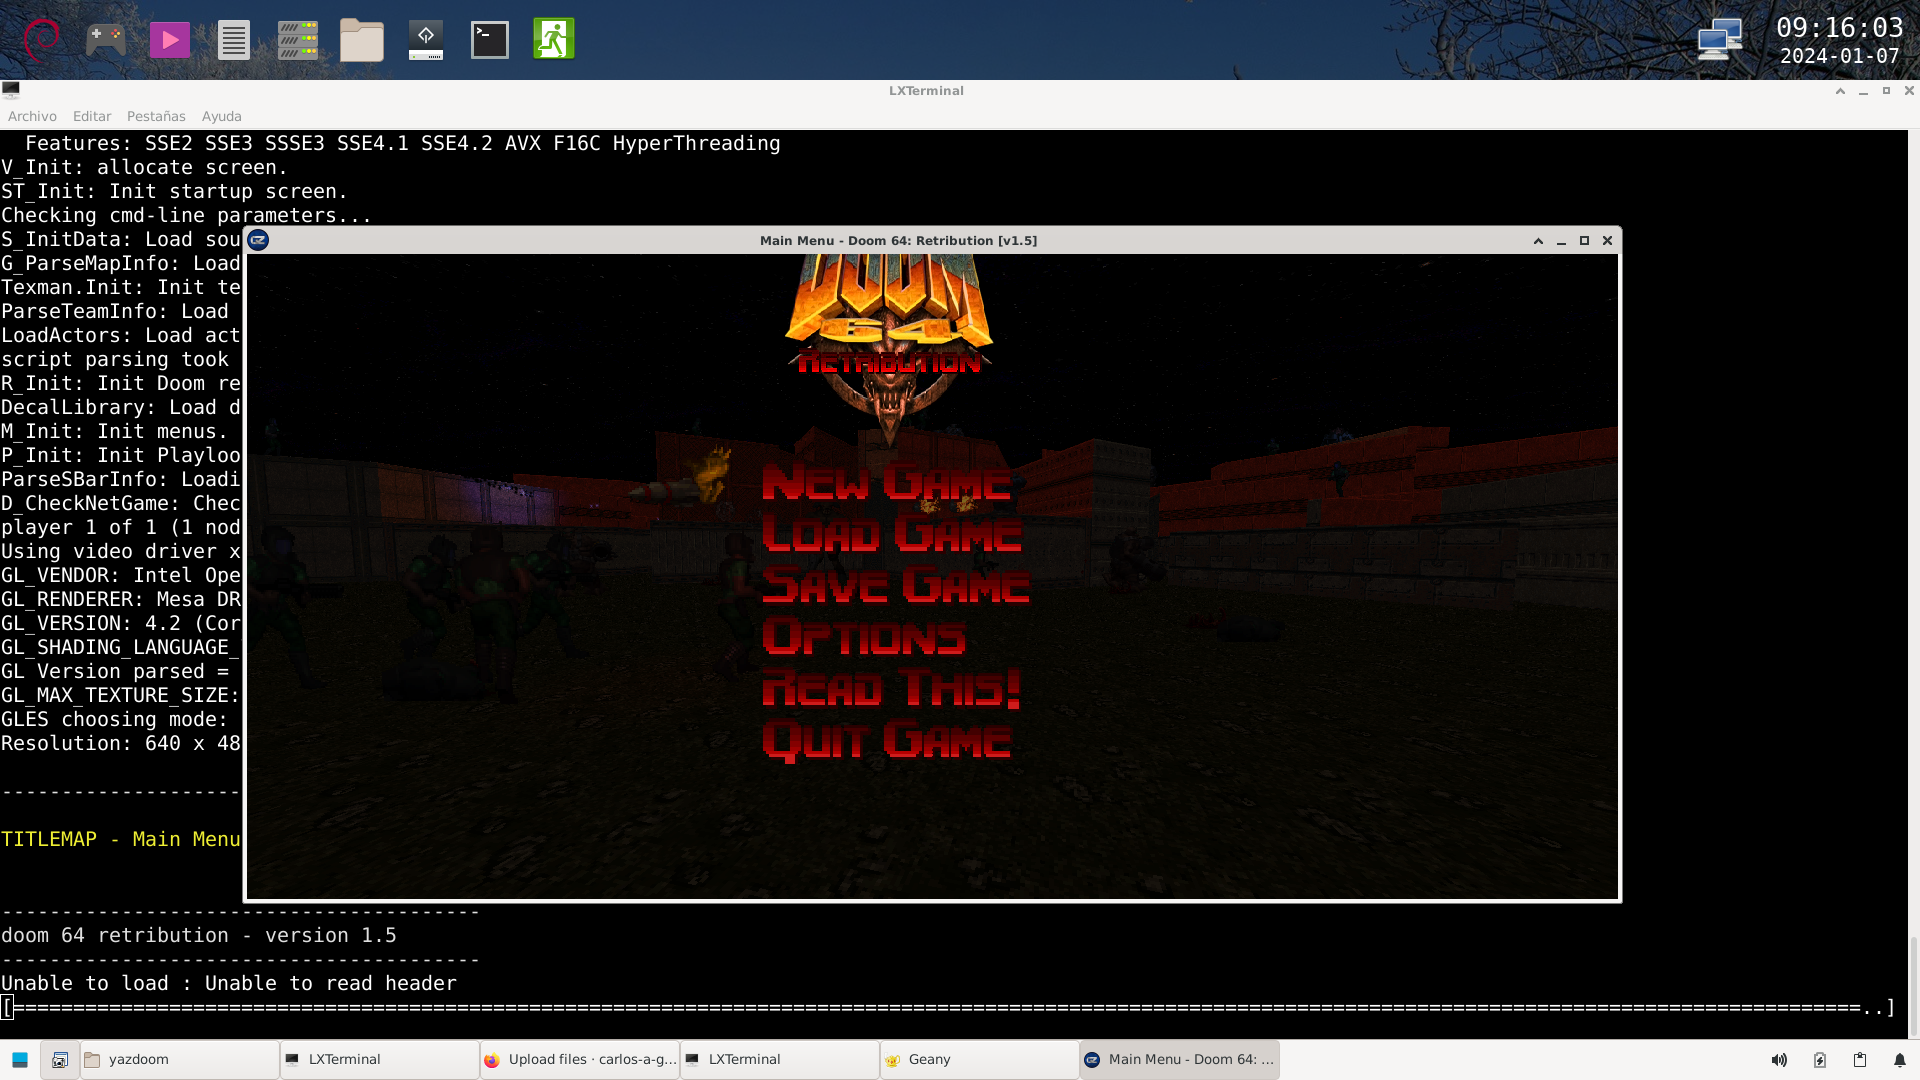 09:16:03
2024-01-07
LXTerminal
Archivo Editar Pestañas Ayuda
Features: SSE2 SSE3 SSSE3 SSE4.1 SSE4.2 AVX F16C HyperThreading
V_Init: allocate screen.
ST_Init: Init startup screen.
Checking cmd-line parameters...
S_InitData: Load sou
G_ParseMapInfo: Load
Texman.Init: Init te
ParseTeamInfo: Load
LoadActors: Load act
script parsing took
R_Init: Init Doom re
DecalLibrary: Load d
M_Init: Init menus.
P_Init: Init Playloo
ParseSBarInfo: Loadi
D_CheckNetGame: Chec
player 1 of 1 (1 nod
Using video driver x
GL_VENDOR: Intel Ope
GL_RENDERER: Mesa DR
GL_VERSION: 4.2 (Cor
GL_SHADING_LANGUAGE_
GL Version parsed =
GL_MAX_TEXTURE_SIZE:
GLES choosing mode:
Resolution: 640 x 48
----------------------------------------
TITLEMAP - Main Menu
Main Menu - Doom 64: Retribution [v1.5]
DOOM
64
RETRIBUTION
NEW GAME
LOAD GAME
SAVE GAME
OPTIONS
READ THIS!
QUIT GAME
----------------------------------------
doom 64 retribution - version 1.5
----------------------------------------
Unable to load : Unable to read header
[=========================================================================================================================================================..]
yazdoom
LXTerminal
Upload files · carlos-a-g...
LXTerminal
Geany
Main Menu - Doom 64: ...